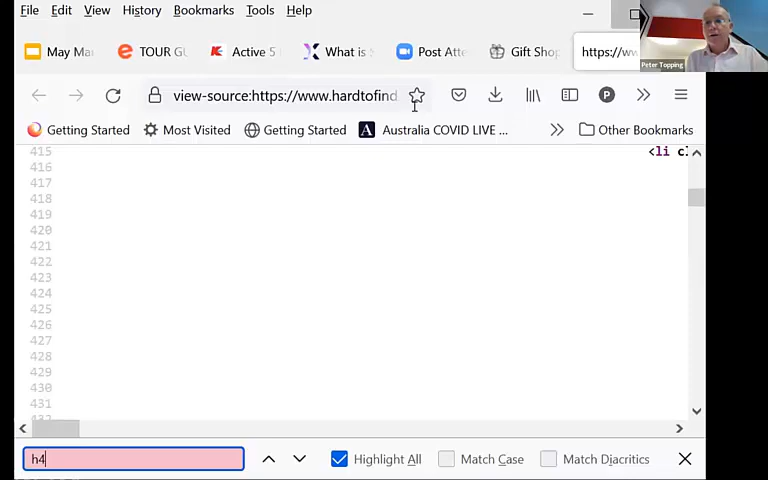 File Edit View History Bookmarks Tools Help
May Ma TOUR GU Active 5 What is Post Atte Gift Shop https://ww
Peter Topping
view-source:https://www.hardtofind.
Getting Started Most Visited Getting Started Australia COVID LIVE ... Other Bookmarks
415 <li cl
416
417
418
419
420
421
422
423
424
425
426
427
428
429
430
431
h4 Highlight All Match Case Match Diacritics